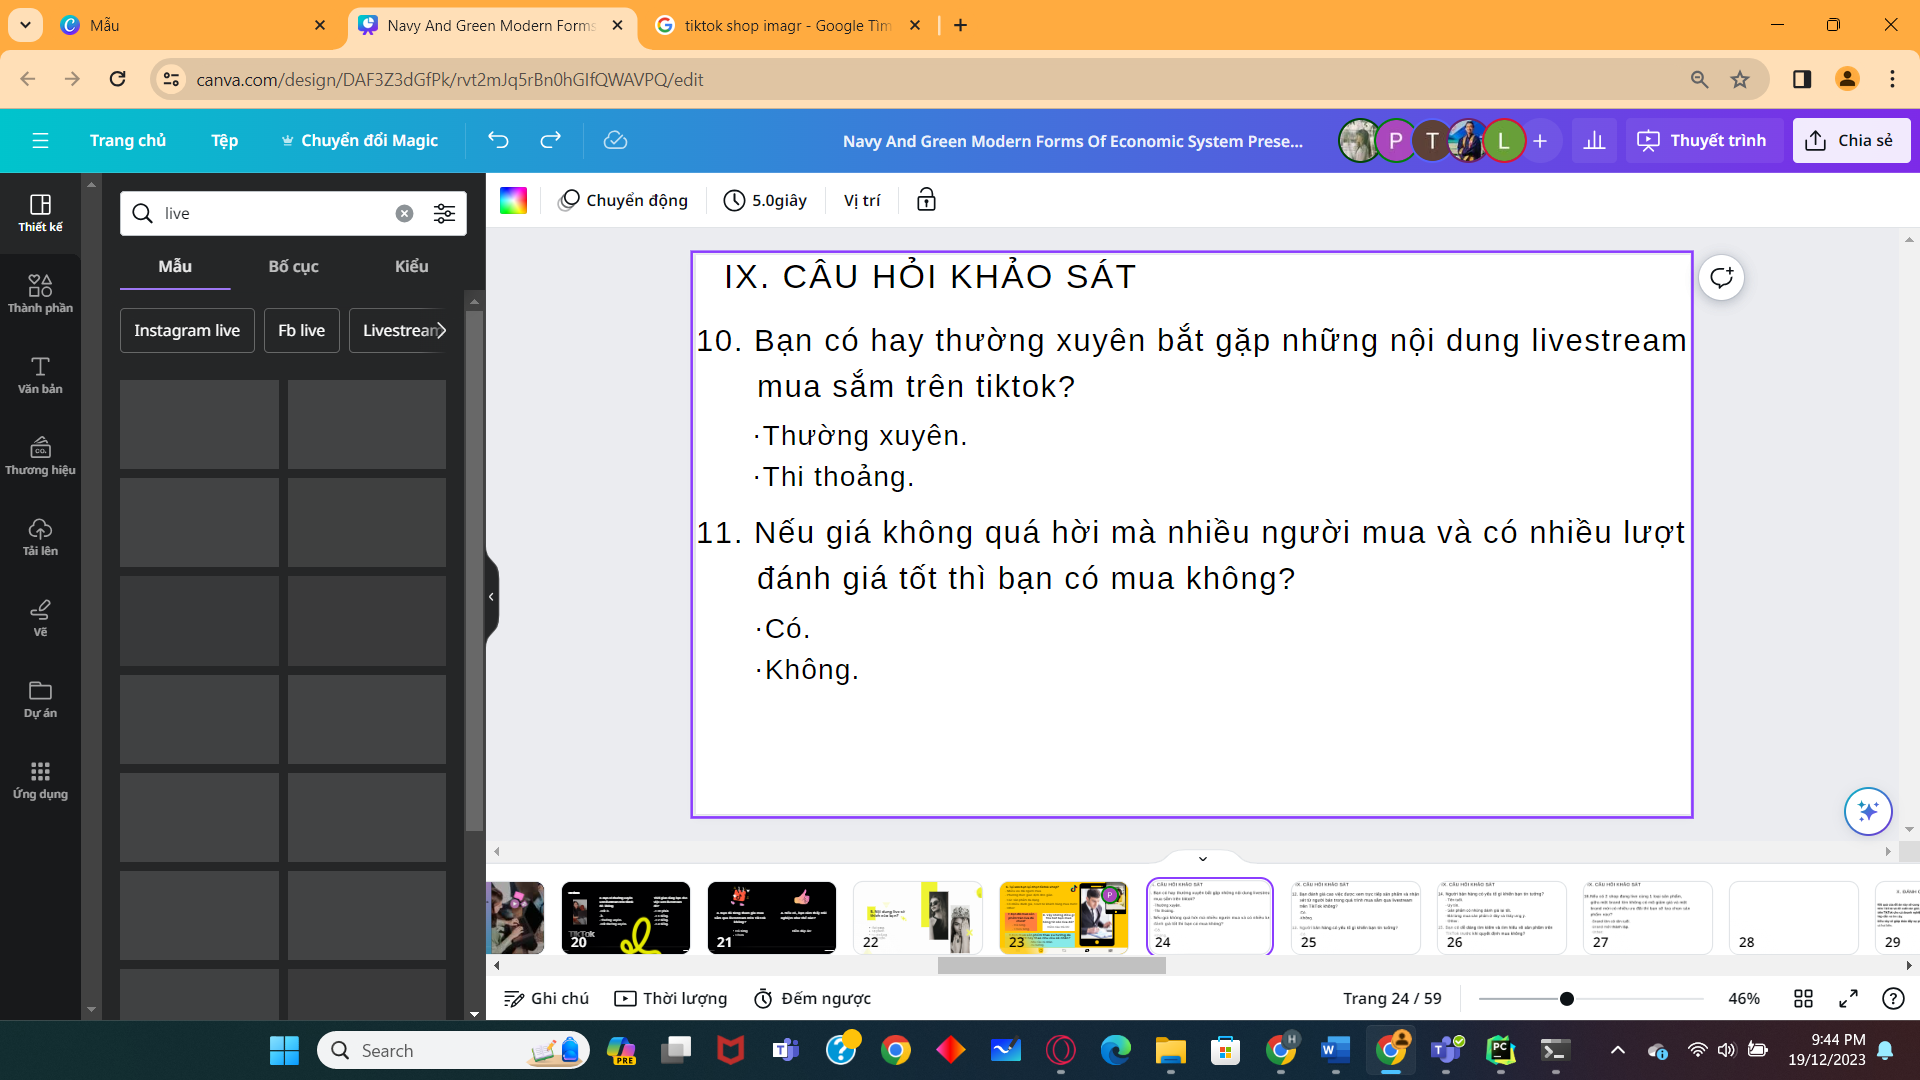 Mẫu
Navy And Green Modern Forms
tiktok shop imagr - Google Tìm
canva.com/design/DAF3Z3dGfPk/rvt2mJq5rBn0hGIfQWAVPQ/edit
Trang chủ
Tệp
Chuyển đổi Magic
Navy And Green Modern Forms Of Economic System Prese...
P
T
L
Thuyết trình
Chia sẻ
Thiết kế
Thành phần
Văn bản
Thương hiệu
Tải lên
Vẽ
Dự án
Ứng dụng
live
Mẫu
Bố cục
Kiểu
Instagram live
Fb live
Livestream
Chuyển động
5.0giây
Vị trí
IX. CÂU HỎI KHẢO SÁT
10. Bạn có hay thường xuyên bắt gặp những nội dung livestream
mua sắm trên tiktok?
·Thường xuyên.
·Thi thoảng.
11. Nếu giá không quá hời mà nhiều người mua và có nhiều lượt
đánh giá tốt thì bạn có mua không?
·Có.
·Không.
20
21
22
23
24
25
26
27
28
29
Ghi chú
Thời lượng
Đếm ngược
Trang 24 / 59
46%
Search
PRE
9:44 PM
19/12/2023